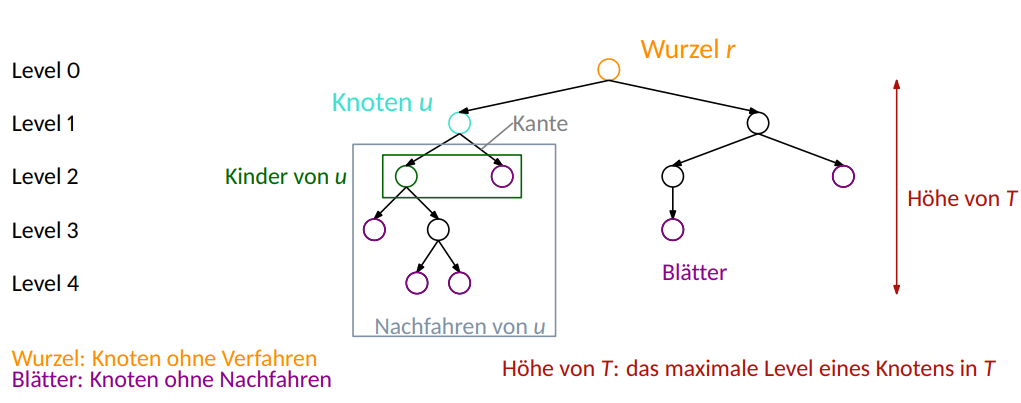 Wurzel r
Level 0
Knoten u
Level 1
Kante
Level 2
Kinder von u
Höhe von T
Level 3
Blätter
Level 4
Nachfahren von u
Wurzel: Knoten ohne Verfahren
Höhe von T: das maximale Level eines Knotens in T
Blätter: Knoten ohne Nachfahren